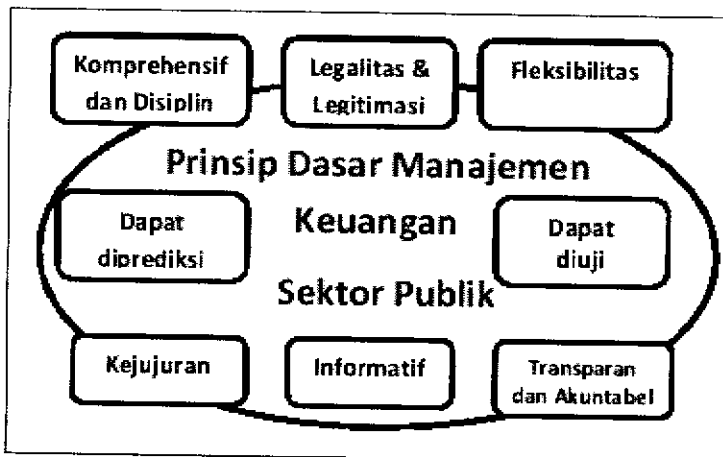 Komprehensif
dan Disiplin
Legalitas &
Legitimasi
Fleksibilitas
Prinsip Dasar Manajemen
Keuangan
Sektor Publik
Dapat
diprediksi
Dapat
diuji
Kejujuran
Informatif
Transparan
dan Akuntabel